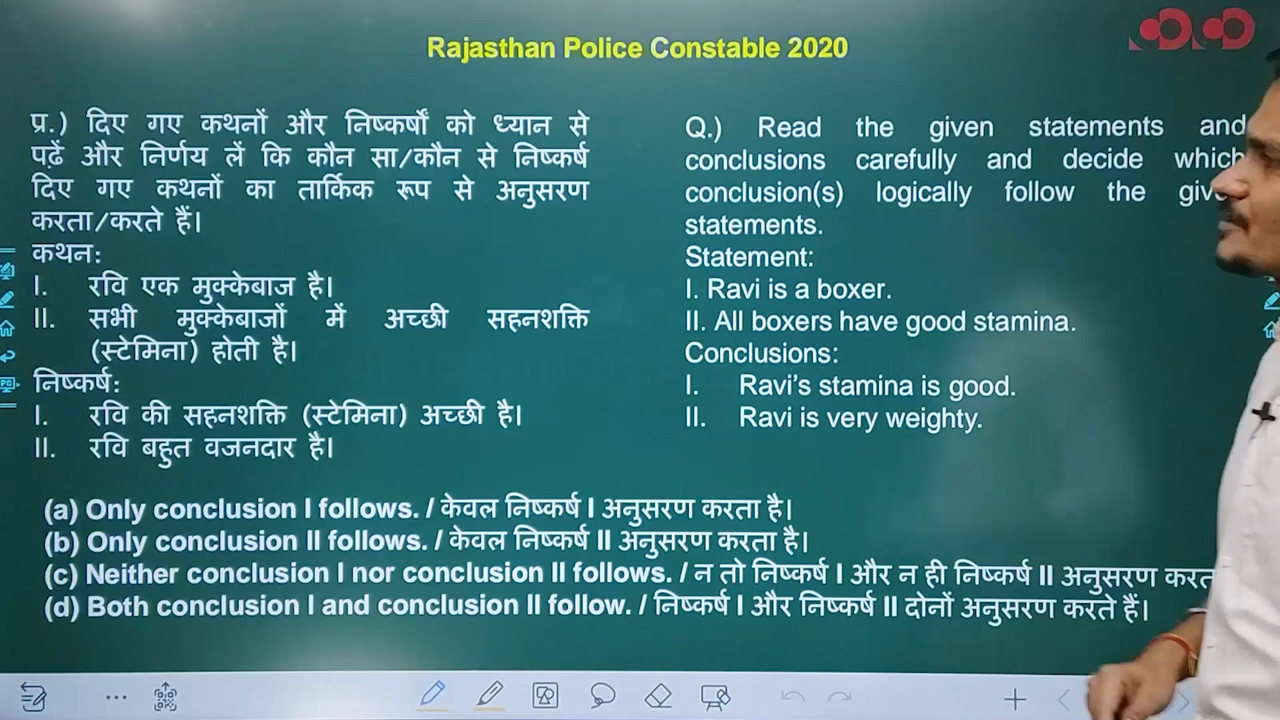 Rajasthan Police Constable 2020
प्र.) दिए गए कथनों और निष्कर्षों को ध्यान से
पढ़ें और निर्णय लें कि कौन सा/कौन से निष्कर्ष
दिए गए कथनों का तार्किक रूप से अनुसरण
करता/करते हैं।
कथन:
I. रवि एक मुक्केबाज है।
II. सभी मुक्केबाजों में अच्छी सहनशक्ति
(स्टेमिना) होती है।
निष्कर्ष:
I. रवि की सहनशक्ति (स्टेमिना) अच्छी है।
II. रवि बहुत वजनदार है।
Q.) Read the given statements and
conclusions carefully and decide which
conclusion(s) logically follow the
statements.
Statement:
I. Ravi is a boxer.
II. All boxers have good stamina.
Conclusions:
I. Ravi’s stamina is good.
II. Ravi is very weighty.
(a) Only conclusion I follows. / केवल निष्कर्ष I अनुसरण करता है।
(b) Only conclusion II follows. / केवल निष्कर्ष II अनुसरण करता है।
(c) Neither conclusion I nor conclusion II follows. / न तो निष्कर्ष I और न ही निष्कर्ष II अनुसरण
(d) Both conclusion I and conclusion II follow. / निष्कर्ष I और निष्कर्ष II दोनों अनुसरण करते हैं।